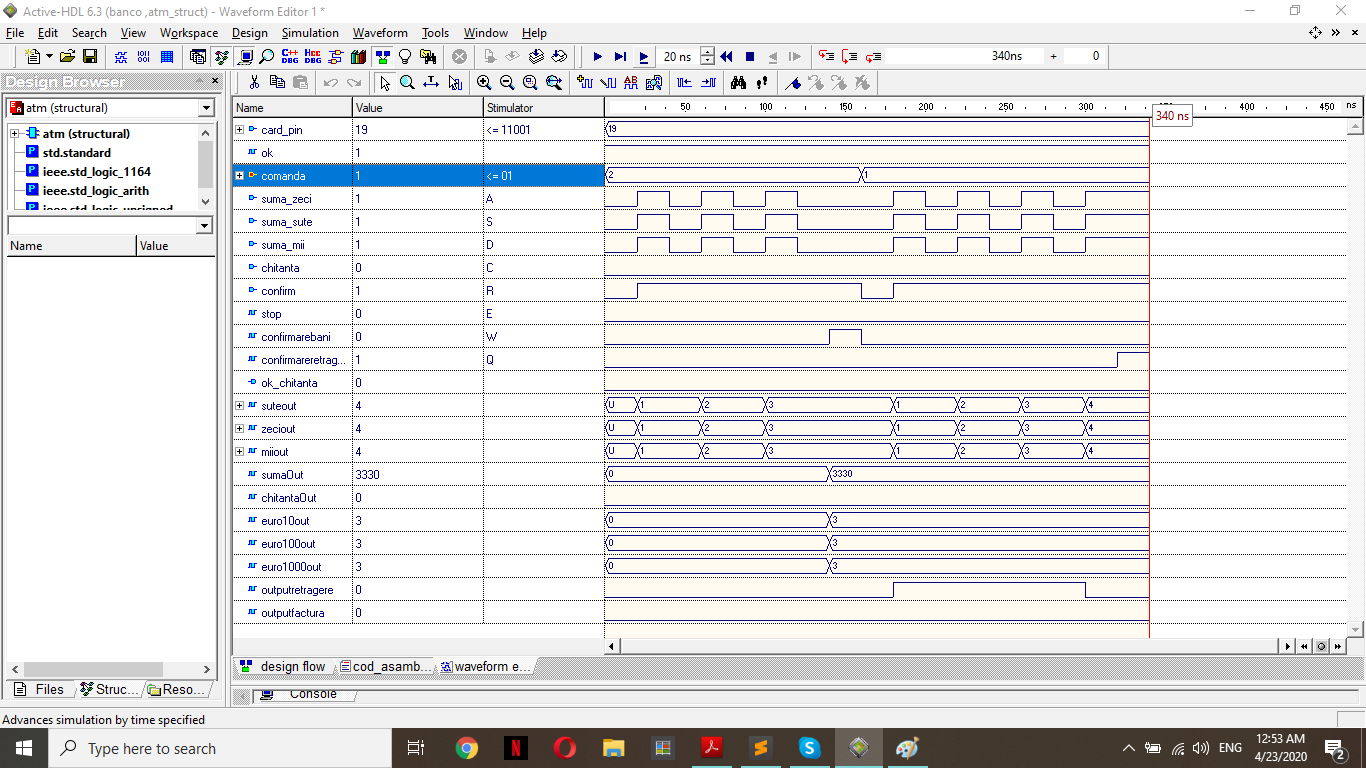 Active-HDL 6.3 (banco ,atm_struct) - Waveform Editor 1 *
File Edit Search View Workspace Design Simulation Waveform Tools Window Help
C++ DBG HDC DBG 20 ns 340ns + 0
Design Browser
atm (structural)
atm (structural)
std.standard
ieee.std_logic_1164
ieee.std_logic_arith
ieee.std_logic_unsigned
Name Value
Name Value Stimulator 50 100 150 200 250 300 400 450 ns
340 ns
card_pin 19 <= 11001 19
ok 1
comanda 1 <= 01 2 1
suma_zeci 1 A
suma_sute 1 S
suma_mii 1 D
chitanta 0 C
confirm 1 R
stop 0 E
confirmarebani 0 W
confirmareretrag... 1 Q
ok_chitanta 0
suteout 4 U 1 2 3 1 2 3 4
zeciout 4 U 1 2 3 1 2 3 4
miiout 4 U 1 2 3 1 2 3 4
sumaOut 3330 0 3330
chitantaOut 0
euro10out 3 0 3
euro100out 3 0 3
euro1000out 3 0 3
outputretragere 0
outputfactura 0
Files Struc... Reso...
design flow cod_asamb... waveform e...
Console
Advances simulation by time specified
Type here to search
ENG
12:53 AM
4/23/2020
2